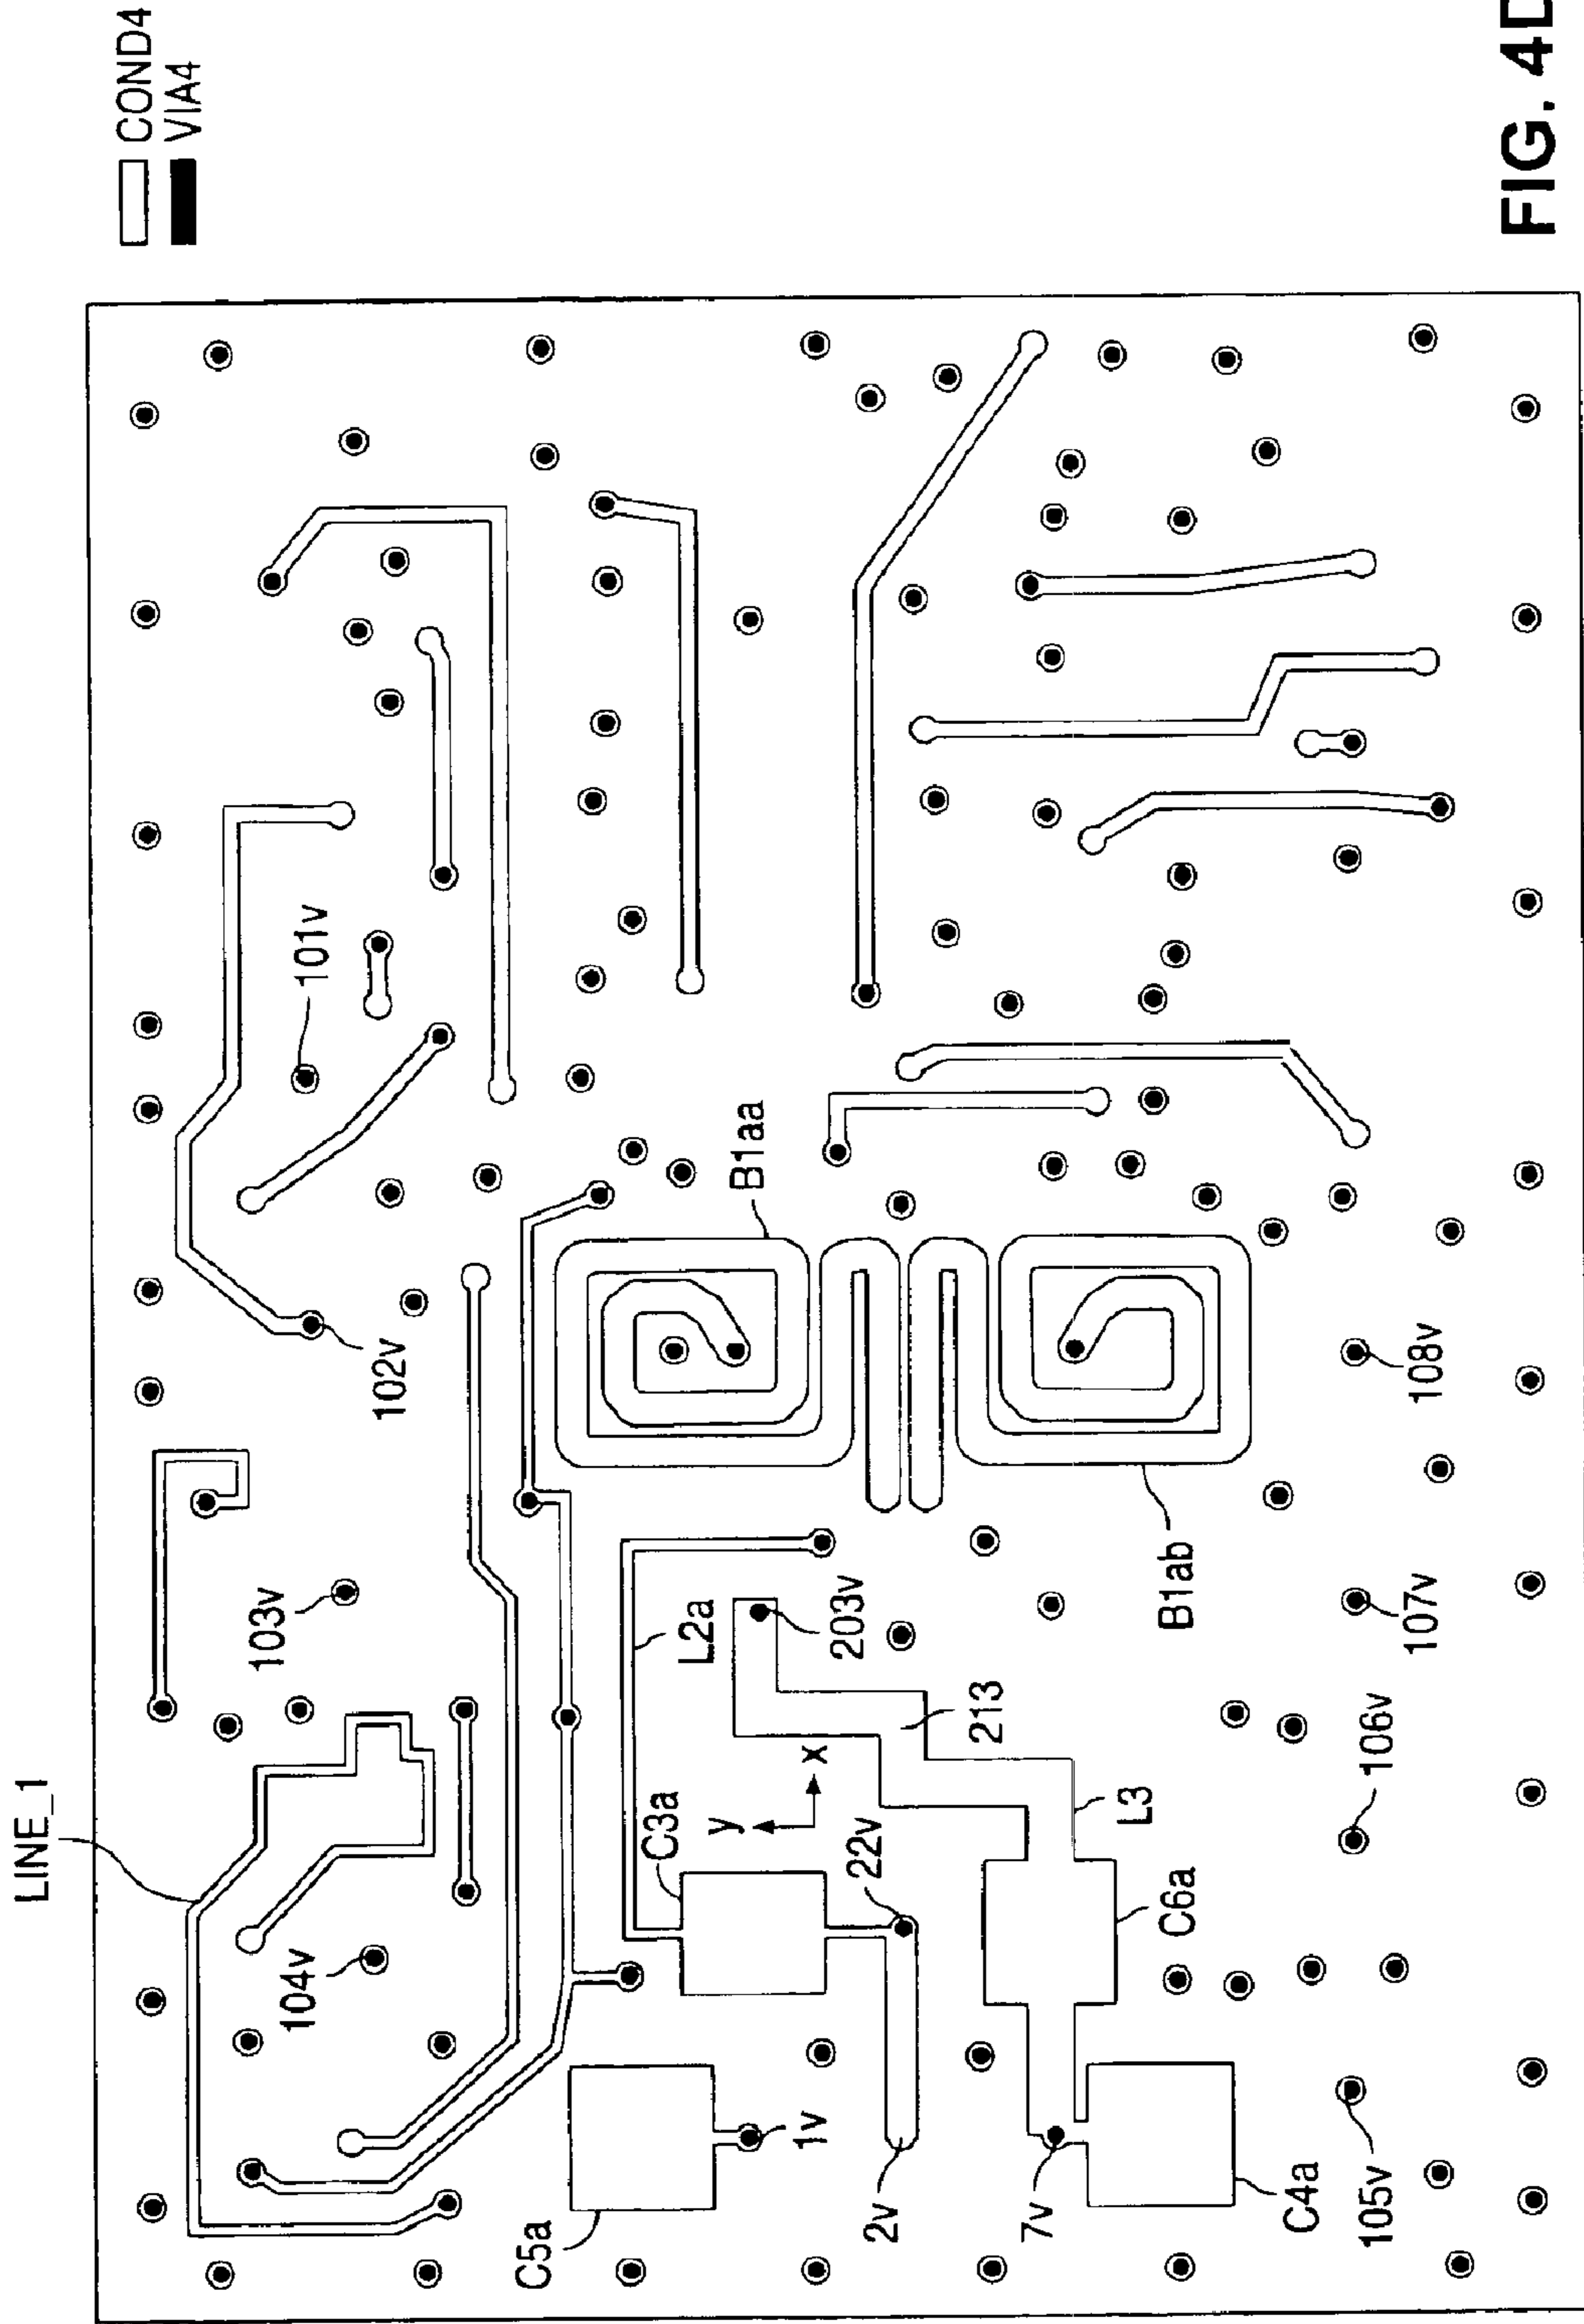 COND4
VIA4
FIG. 4D
LINE_1
101v
102v
103v
104v
B1aa
B1ab
L2a
203v
213
x
y
C3a
22v
L3
C6a
C5a
1v
2v
7v
C4a
105v
106v
107v
108v